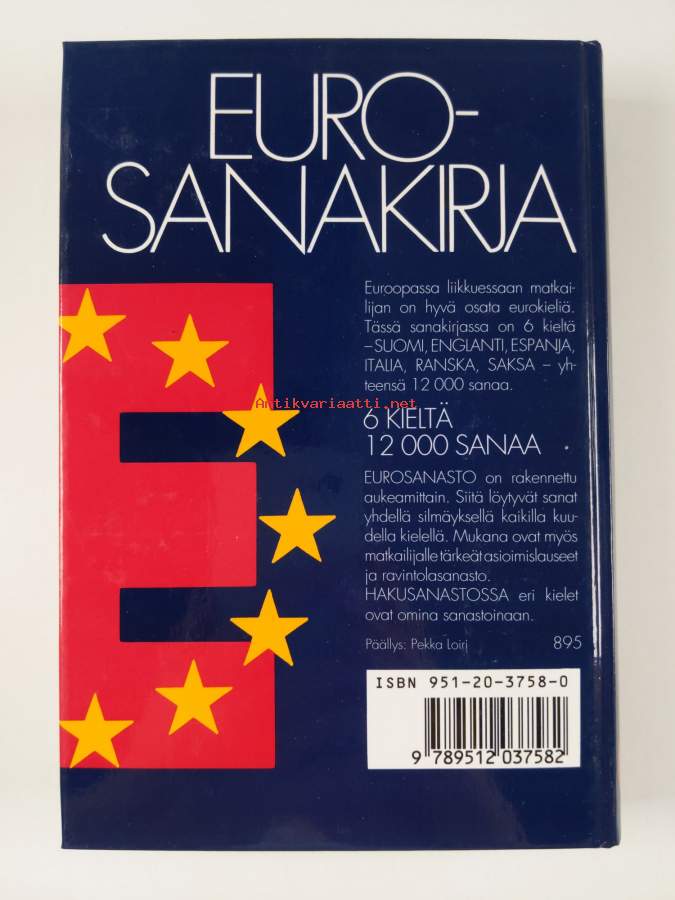 EURO-
SANAKIRJA
Euroopassa liikkuessaan matkai-
lijan on hyvä osata eurokieliä.
Tässä sanakirjassa on 6 kieltä
–SUOMI, ENGLANTI, ESPANJA,
ITALIA, RANSKA, SAKSA – yh-
teensä 12 000 sanaa.
Antikvariaatti.net
6 KIELTÄ
12 000 SANAA
EUROSANASTO on rakennettu
aukeamittain. Siitä löytyvät sanat
yhdellä silmäyksellä kaikilla kuu-
della kielellä. Mukana ovat myös
matkailijalle tärkeät asioimislauseet
ja ravintolasanasto.
HAKUSANASTOSSA eri kielet
ovat omina sanastoinaan.
Päällys: Pekka Loiri 895
ISBN 951-20-3758-0
9 789512 037582